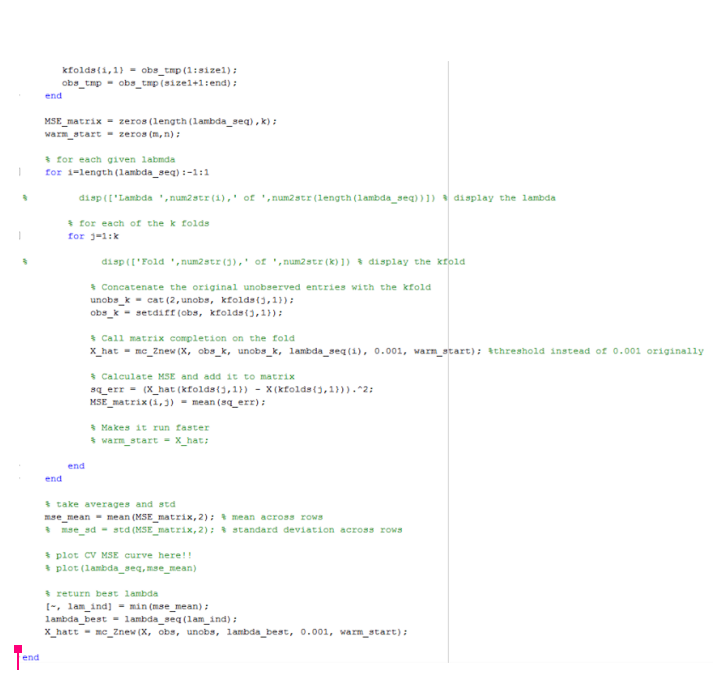 kfolds{i,1} = obs_tmp(1:size1);
obs_tmp = obs_tmp(size1+1:end);
end
MSE_matrix = zeros(length(lambda_seq),k);
warm_start = zeros(m,n);
% for each given labmda
for i=length(lambda_seq):-1:1
% disp(['Lambda ',num2str(i),' of ',num2str(length(lambda_seq))]) % display the lambda
% for each of the k folds
for j=1:k
% disp(['Fold ',num2str(j),' of ',num2str(k)]) % display the kfold
% Concatenate the original unobserved entries with the kfold
unobs_k = cat(2,unobs, kfolds{j,1});
obs_k = setdiff(obs, kfolds{j,1});
% Call matrix completion on the fold
X_hat = mc_Znew(X, obs_k, unobs_k, lambda_seq(i), 0.001, warm_start); %threshold instead of 0.001 originally
% Calculate MSE and add it to matrix
sq_err = (X_hat(kfolds{j,1}) - X(kfolds{j,1})).^2;
MSE_matrix(i,j) = mean(sq_err);
% Makes it run faster
% warm_start = X_hat;
end
end
% take averages and std
mse_mean = mean(MSE_matrix,2); % mean across rows
% mse_sd = std(MSE_matrix,2); % standard deviation across rows
% plot CV MSE curve here!!
% plot(lambda_seq,mse_mean)
% return best lambda
[~, lam_ind] = min(mse_mean);
lambda_best = lambda_seq(lam_ind);
X_hatt = mc_Znew(X, obs, unobs, lambda_best, 0.001, warm_start);
end